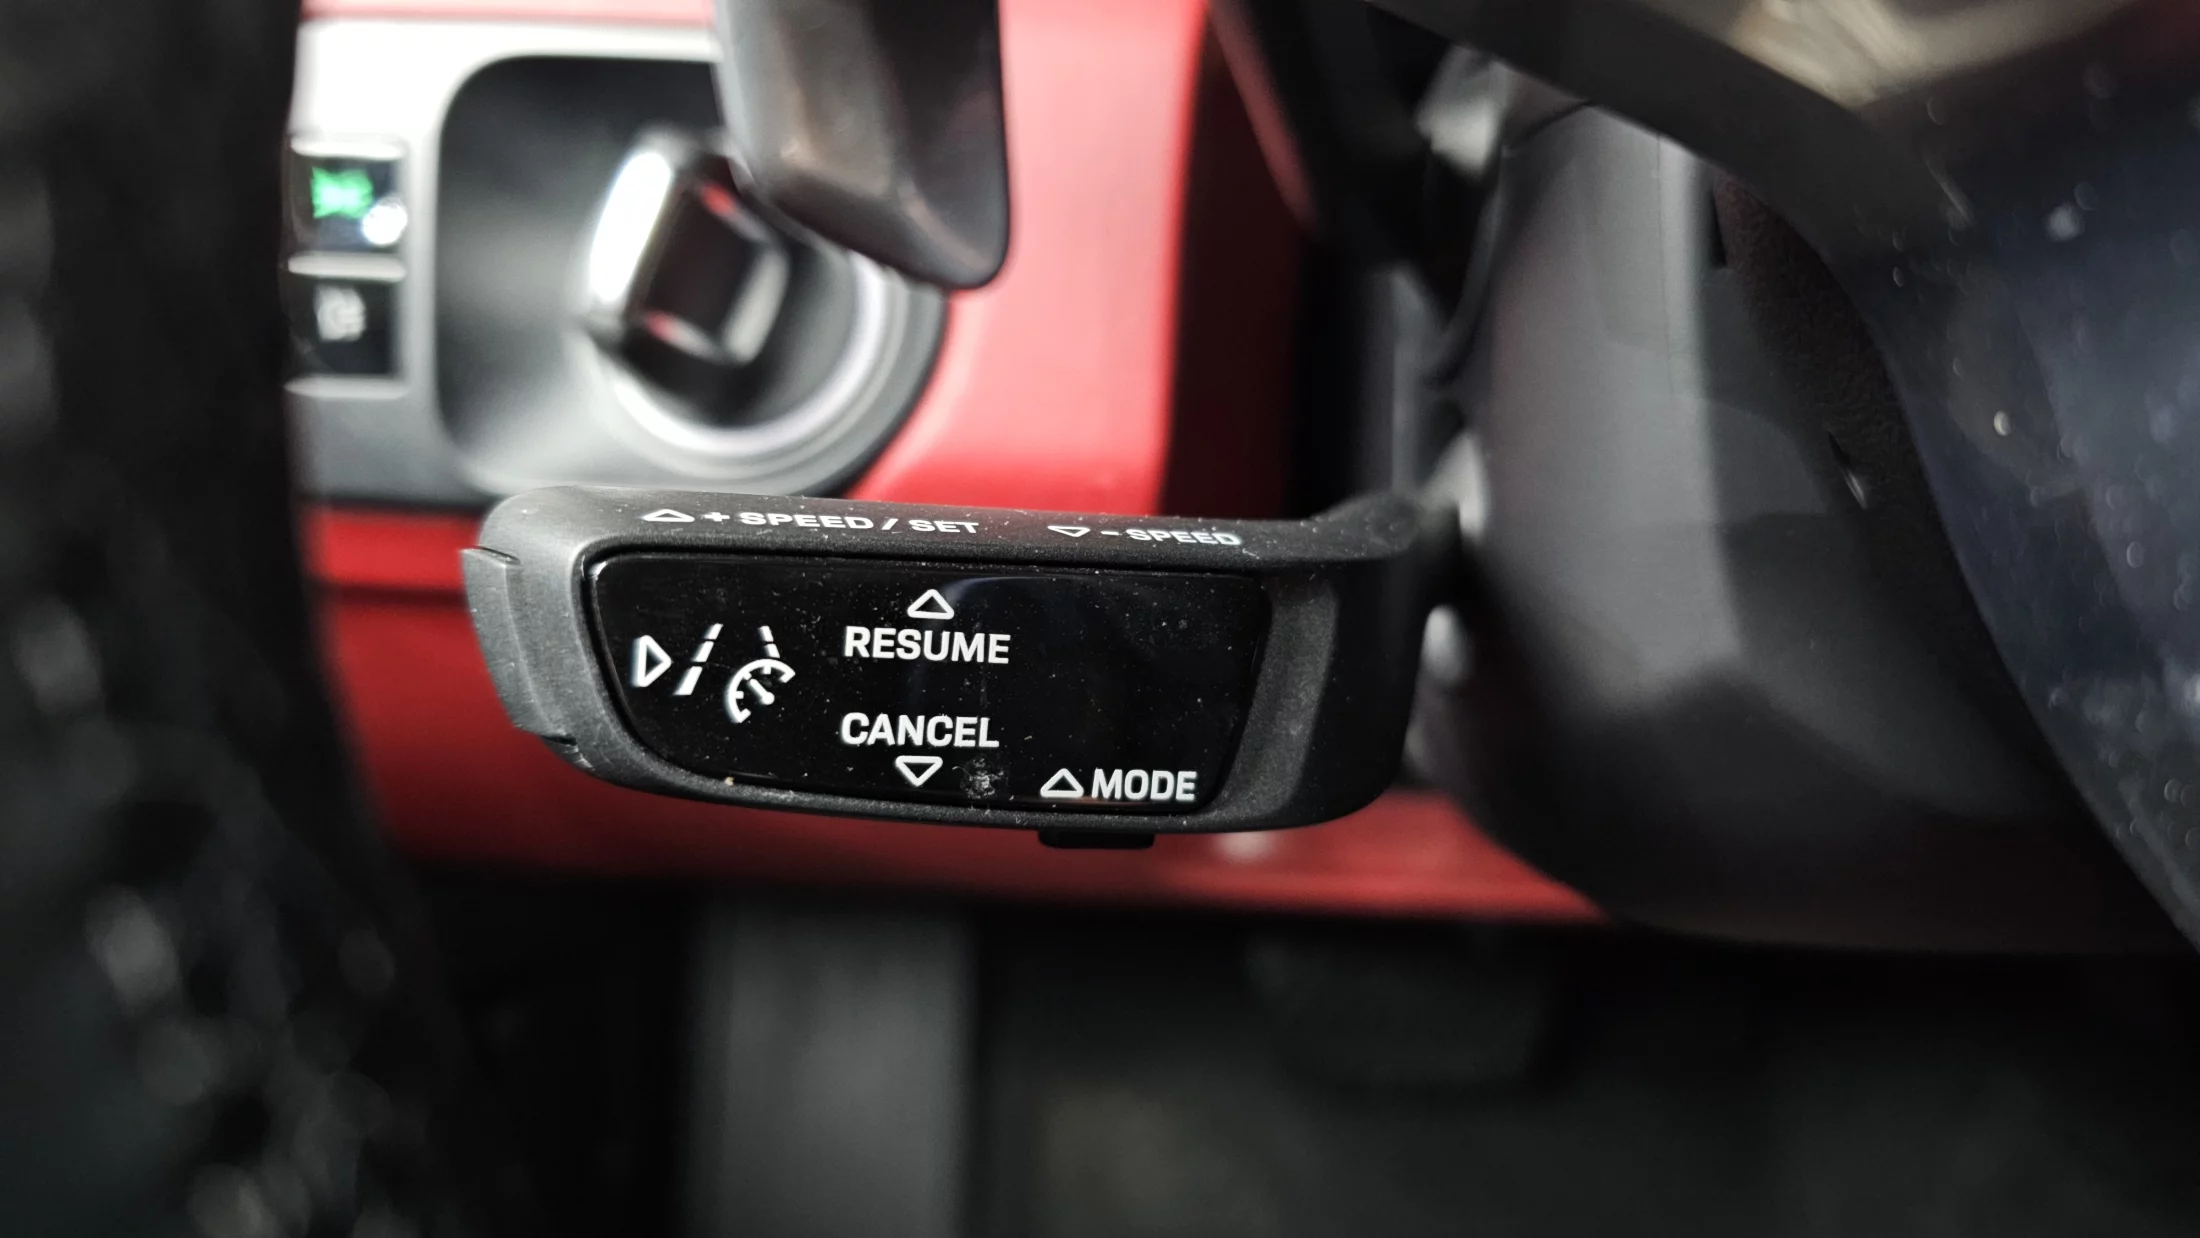 + SPEED / SET
- SPEED
RESUME
CANCEL
MODE